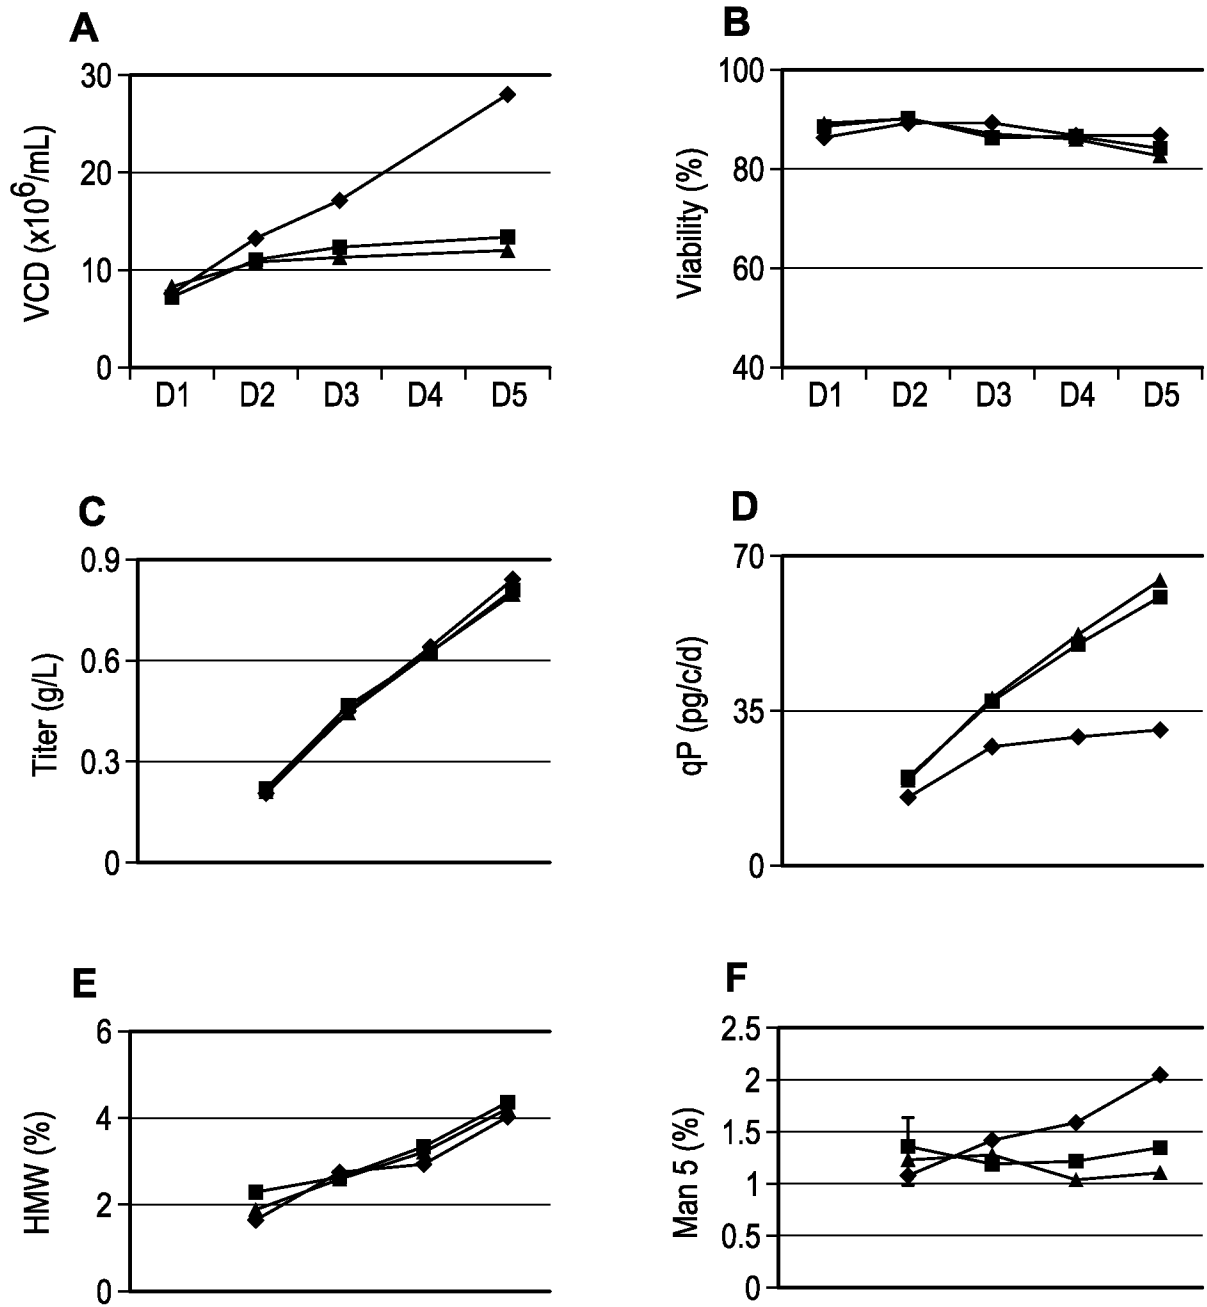 A
30
20
10
0
VCD (x10⁶/mL)
D1 D2 D3 D4 D5
B
100
80
60
40
Viability (%)
D1 D2 D3 D4 D5
C
0.9
0.6
0.3
0
Titer (g/L)
D
70
35
0
qP (pg/c/d)
E
6
4
2
0
HMW (%)
F
2.5
2
1.5
1
0.5
0
Man 5 (%)